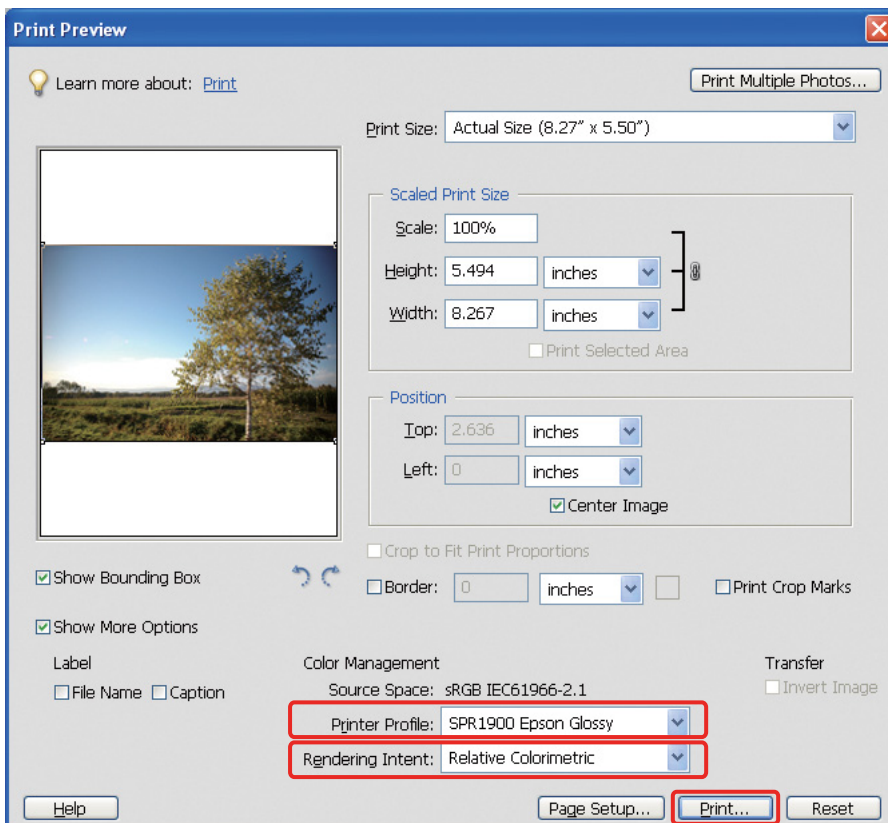 Print Preview
Learn more about: Print
Print Multiple Photos...
Print Size: Actual Size (8.27" x 5.50")
Scaled Print Size
Scale: 100%
Height: 5.494 inches
Width: 8.267 inches
Print Selected Area
Position
Top: 2.636 inches
Left: 0 inches
Center Image
Crop to Fit Print Proportions
Show Bounding Box
Border: 0 inches Print Crop Marks
Show More Options
Label
File Name Caption
Color Management
Source Space: sRGB IEC61966-2.1
Printer Profile: SPR1900 Epson Glossy
Rendering Intent: Relative Colorimetric
Transfer
Invert Image
Help Page Setup... Print... Reset